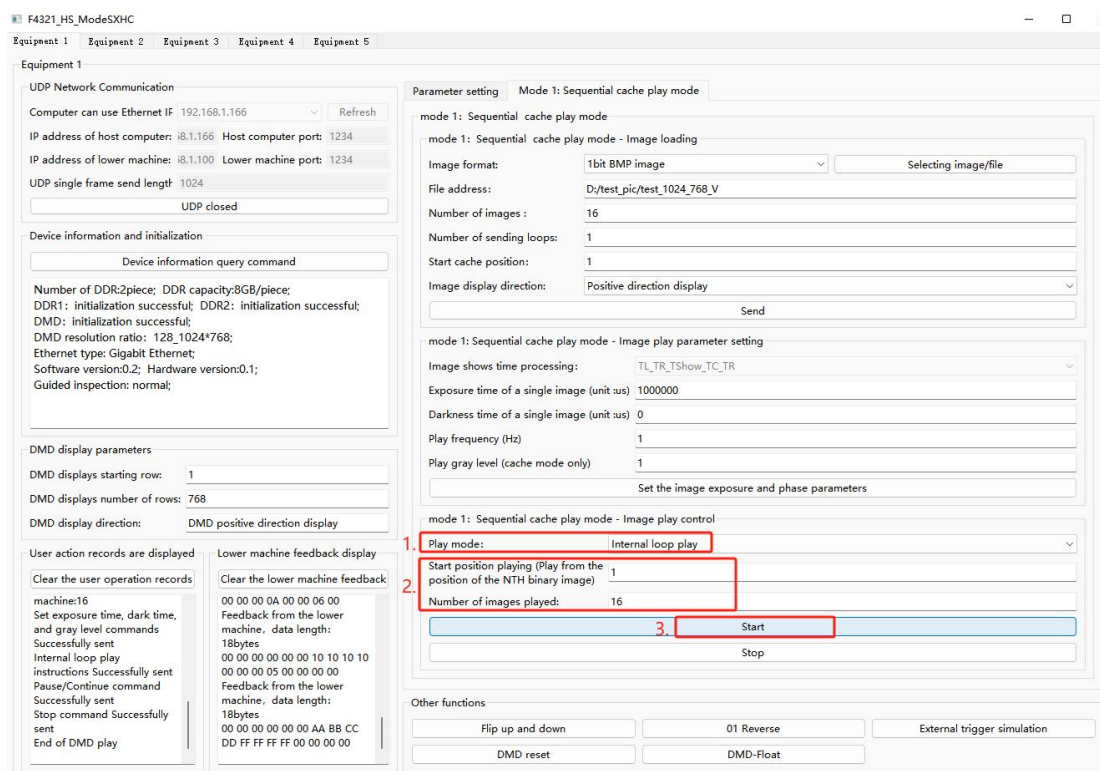 F4321_HS_ModeSXHC
Equipment 1 Equipment 2 Equipment 3 Equipment 4 Equipment 5
Equipment 1
UDP Network Communication
Computer can use Ethernet IF 192.168.1.166 Refresh
IP address of host computer: i8.1.166 Host computer port: 1234
IP address of lower machine: i8.1.100 Lower machine port: 1234
UDP single frame send length 1024
UDP closed
Device information and initialization
Device information query command
Number of DDR:2piece; DDR capacity:8GB/piece;
DDR1: initialization successful; DDR2: initialization successful;
DMD: initialization successful;
DMD resolution ratio: 128_1024*768;
Ethernet type: Gigabit Ethernet;
Software version:0.2; Hardware version:0.1;
Guided inspection: normal;
DMD display parameters
DMD displays starting row: 1
DMD displays number of rows: 768
DMD display direction: DMD positive direction display
User action records are displayed
Clear the user operation records
machine:16
Set exposure time, dark time,
and gray level commands
Successfully sent
Internal loop play
instructions Successfully sent
Pause/Continue command
Successfully sent
Stop command Successfully
sent
End of DMD play
Lower machine feedback display
Clear the lower machine feedback
00 00 00 0A 00 00 06 00
Feedback from the lower
machine, data length:
18bytes
00 00 00 00 00 00 10 10 10 10
00 00 00 05 00 00 00 00
Feedback from the lower
machine, data length:
18bytes
00 00 00 00 00 00 AA BB CC
DD FF FF FF FF 00 00 00 00
Parameter setting Mode 1: Sequential cache play mode
mode 1: Sequential cache play mode
mode 1: Sequential cache play mode - Image loading
Image format: 1bit BMP image Selecting image/file
File address: D:/test_pic/test_1024_768_V
Number of images : 16
Number of sending loops: 1
Start cache position: 1
Image display direction: Positive direction display
Send
mode 1: Sequential cache play mode - Image play parameter setting
Image shows time processing: TL_TR_TShow_TC_TR
Exposure time of a single image (unit :us) 1000000
Darkness time of a single image (unit :us) 0
Play frequency (Hz) 1
Play gray level (cache mode only) 1
Set the image exposure and phase parameters
mode 1: Sequential cache play mode - Image play control
1. Play mode: Internal loop play
2. Start position playing (Play from the
position of the NTH binary image) 1
Number of images played: 16
3. Start
Stop
Other functions
Flip up and down 01 Reverse External trigger simulation
DMD reset DMD-Float